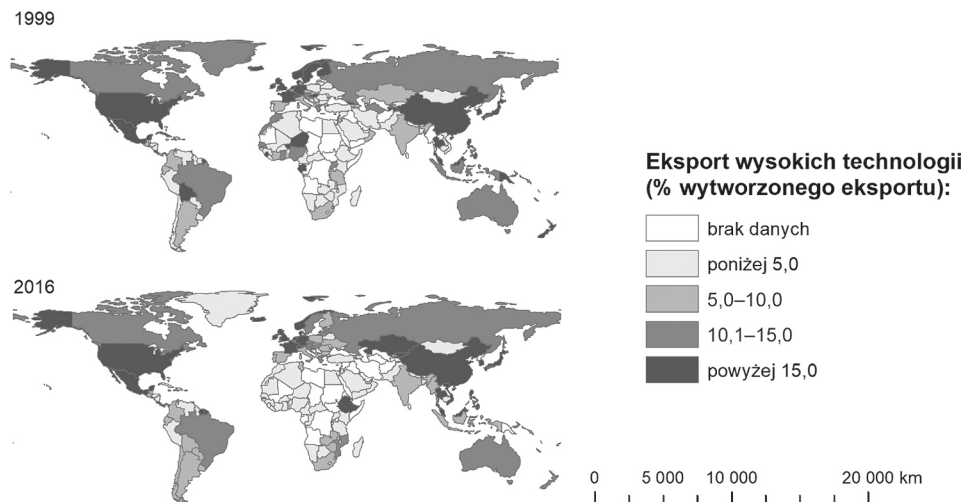 1999
2016
Eksport wysokich technologii
(% wytworzonego eksportu):
brak danych
poniżej 5,0
5,0–10,0
10,1–15,0
powyżej 15,0
0 5 000 10 000 20 000 km